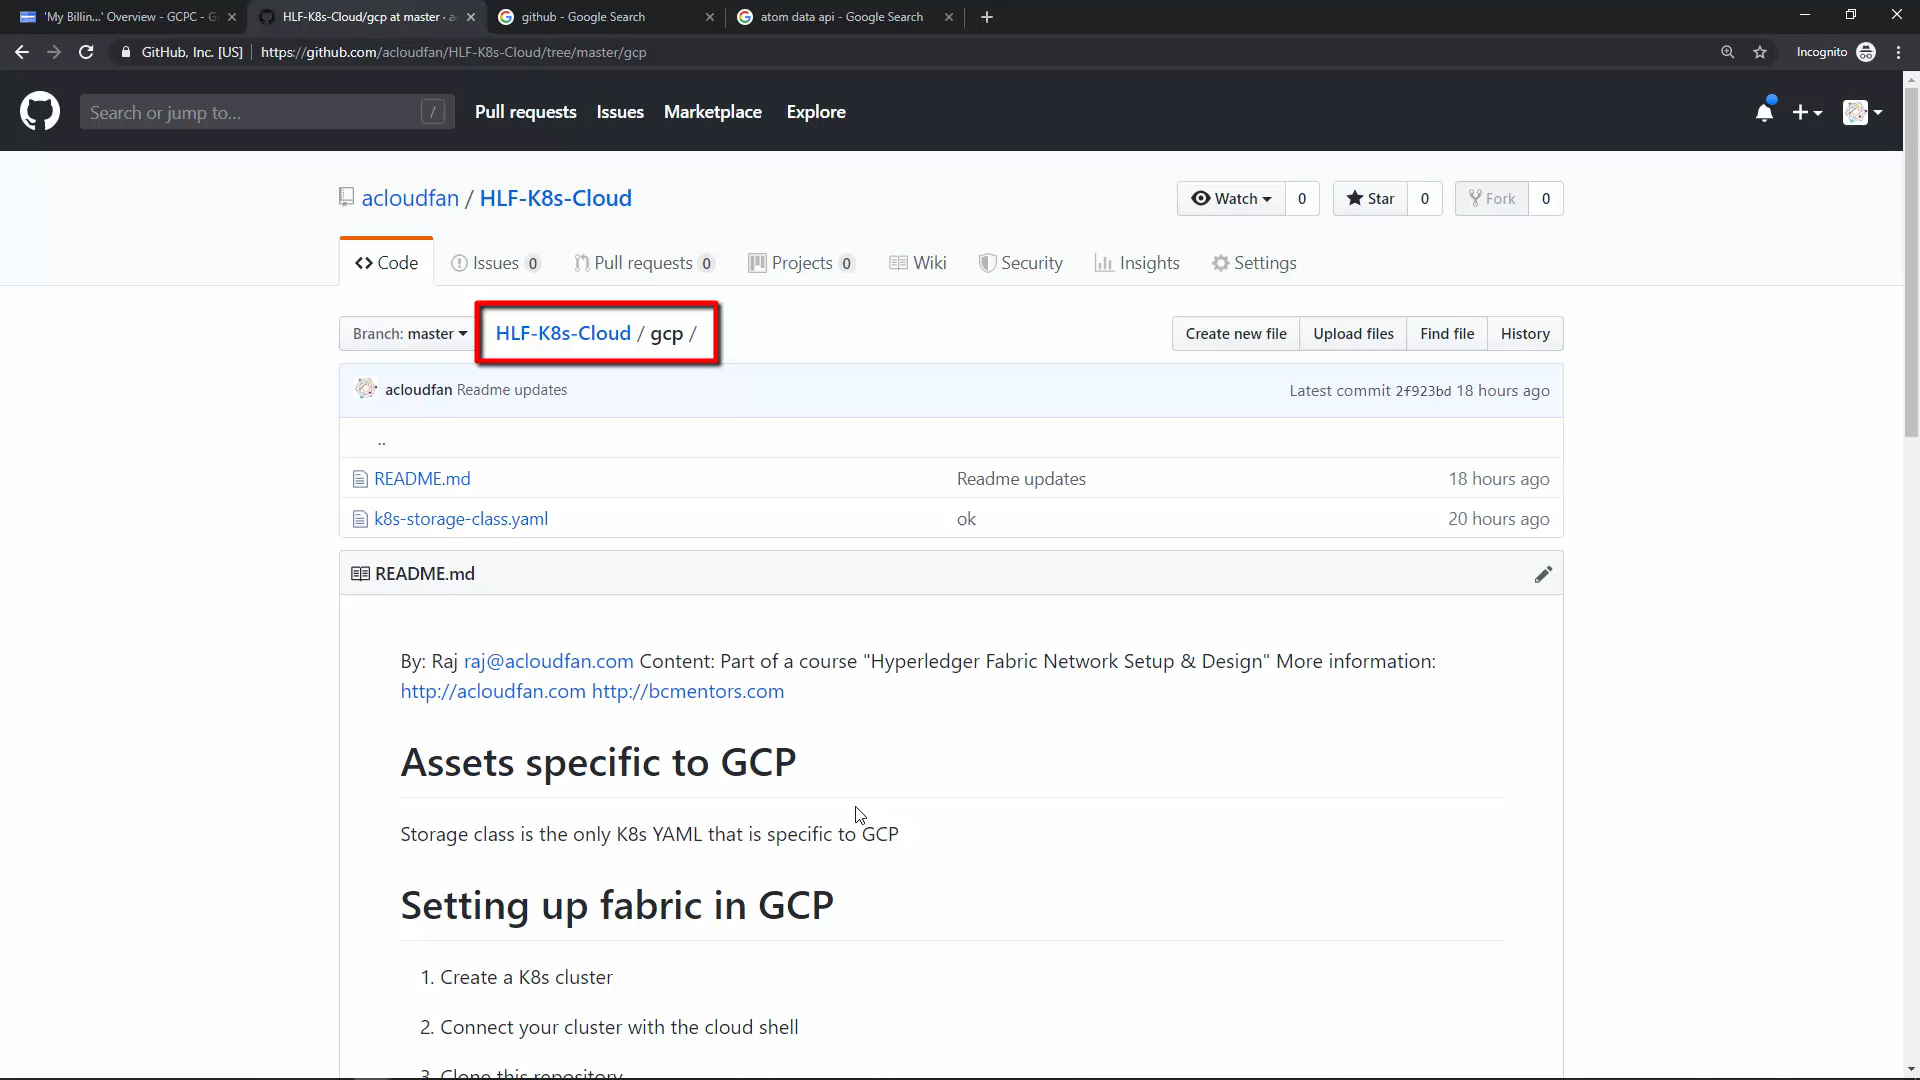 'My Billin...' Overview - GCPC - G
HLF-K8s-Cloud/gcp at master · a
github - Google Search
atom data api - Google Search
GitHub, Inc. [US]
https://github.com/acloudfan/HLF-K8s-Cloud/tree/master/gcp
Incognito
Search or jump to...
/
Pull requests Issues Marketplace Explore
acloudfan / HLF-K8s-Cloud
Watch 0
Star 0
Fork 0
Code
Issues 0
Pull requests 0
Projects 0
Wiki
Security
Insights
Settings
Branch: master
HLF-K8s-Cloud / gcp /
Create new file
Upload files
Find file
History
acloudfan Readme updates
Latest commit 2f923bd 18 hours ago
..
README.md Readme updates 18 hours ago
k8s-storage-class.yaml ok 20 hours ago
README.md
By: Raj raj@acloudfan.com Content: Part of a course "Hyperledger Fabric Network Setup & Design" More information:
http://acloudfan.com http://bcmentors.com
Assets specific to GCP
Storage class is the only K8s YAML that is specific to GCP
Setting up fabric in GCP
1. Create a K8s cluster
2. Connect your cluster with the cloud shell
3. Clone this repository